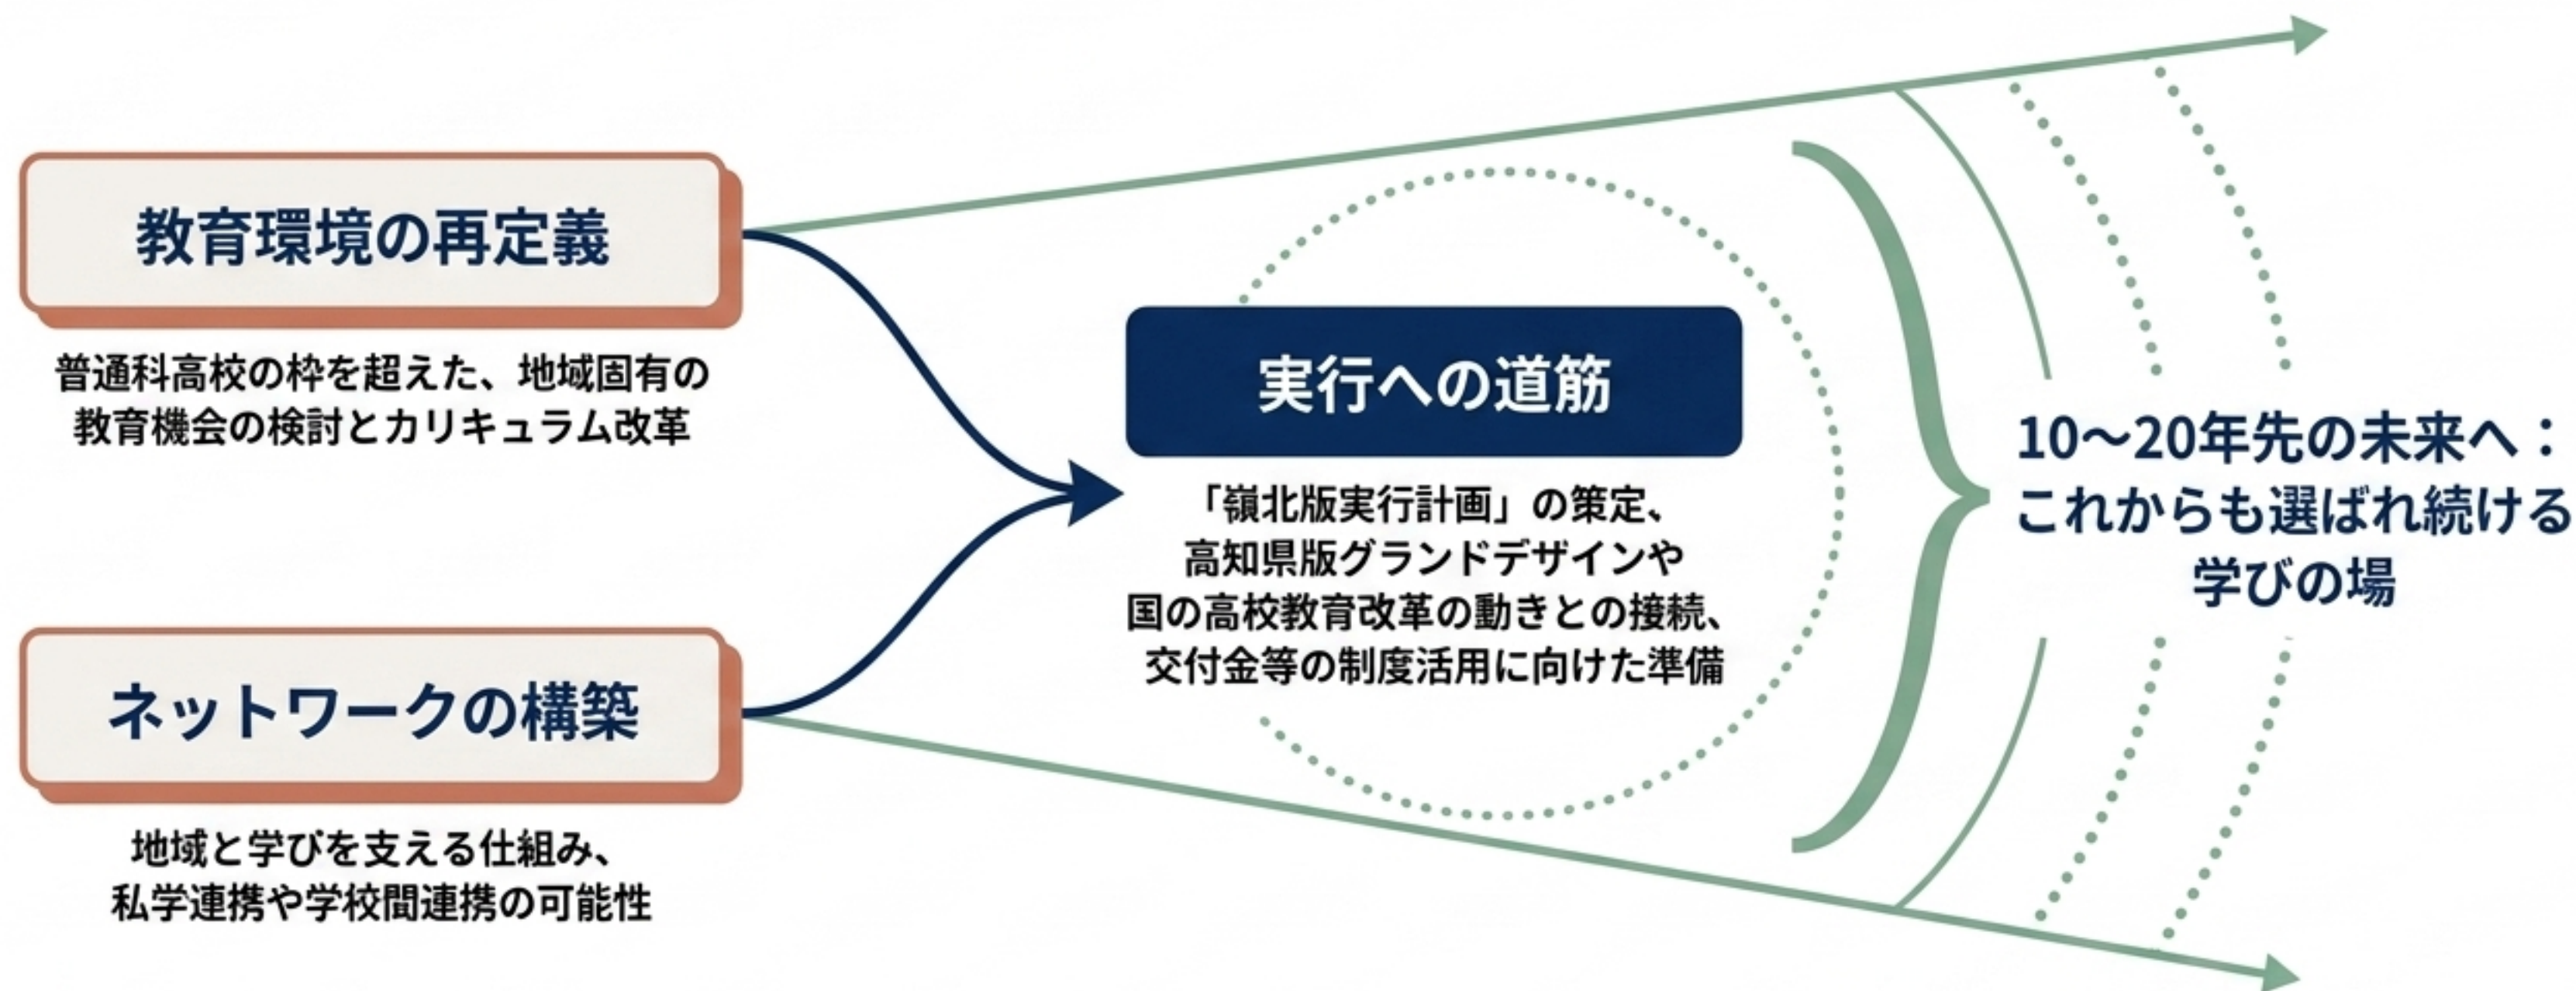 教育環境の再定義
普通科高校の枠を超えた、地域固有の
教育機会の検討とカリキュラム改革
ネットワークの構築
地域と学びを支える仕組み、
私学連携や学校間連携の可能性
実行への道筋
「嶺北版実行計画」の策定、
高知県版グランドデザインや
国の高校教育改革の動きとの接続、
交付金等の制度活用に向けた準備
10〜20年先の未来へ：
これからも選ばれ続ける
学びの場